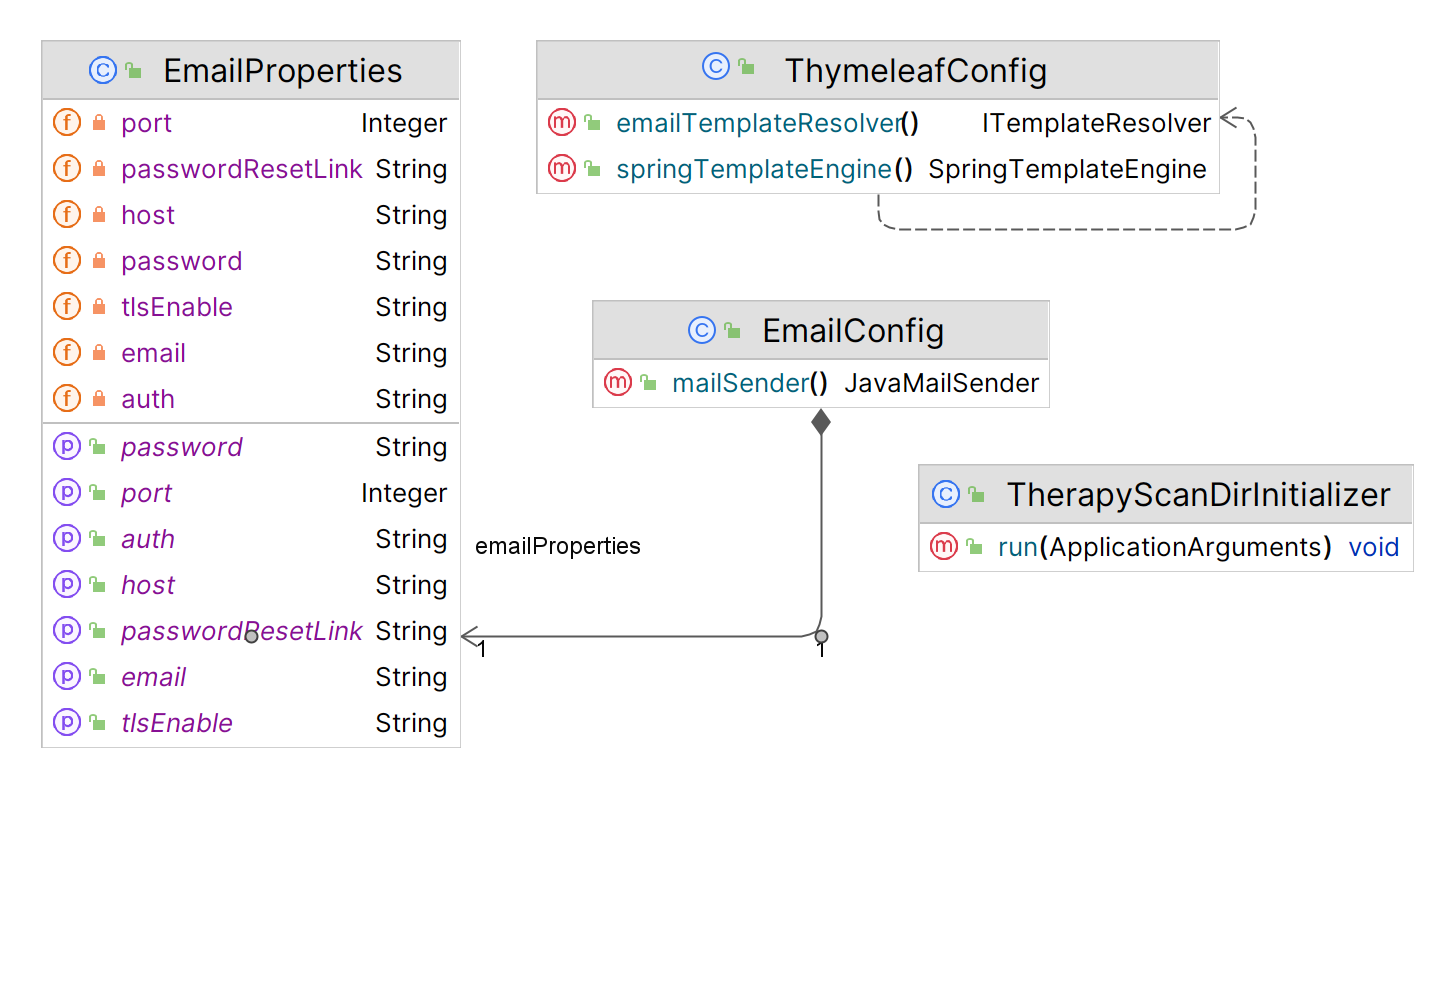 EmailProperties
port Integer
passwordResetLink String
host String
password String
tlsEnable String
email String
auth String
password String
port Integer
auth String
host String
passwordResetLink String
email String
tlsEnable String
ThymeleafConfig
emailTemplateResolver() ITemplateResolver
springTemplateEngine() SpringTemplateEngine
EmailConfig
mailSender() JavaMailSender
emailProperties
1
1
TherapyScanDirInitializer
run(ApplicationArguments) void